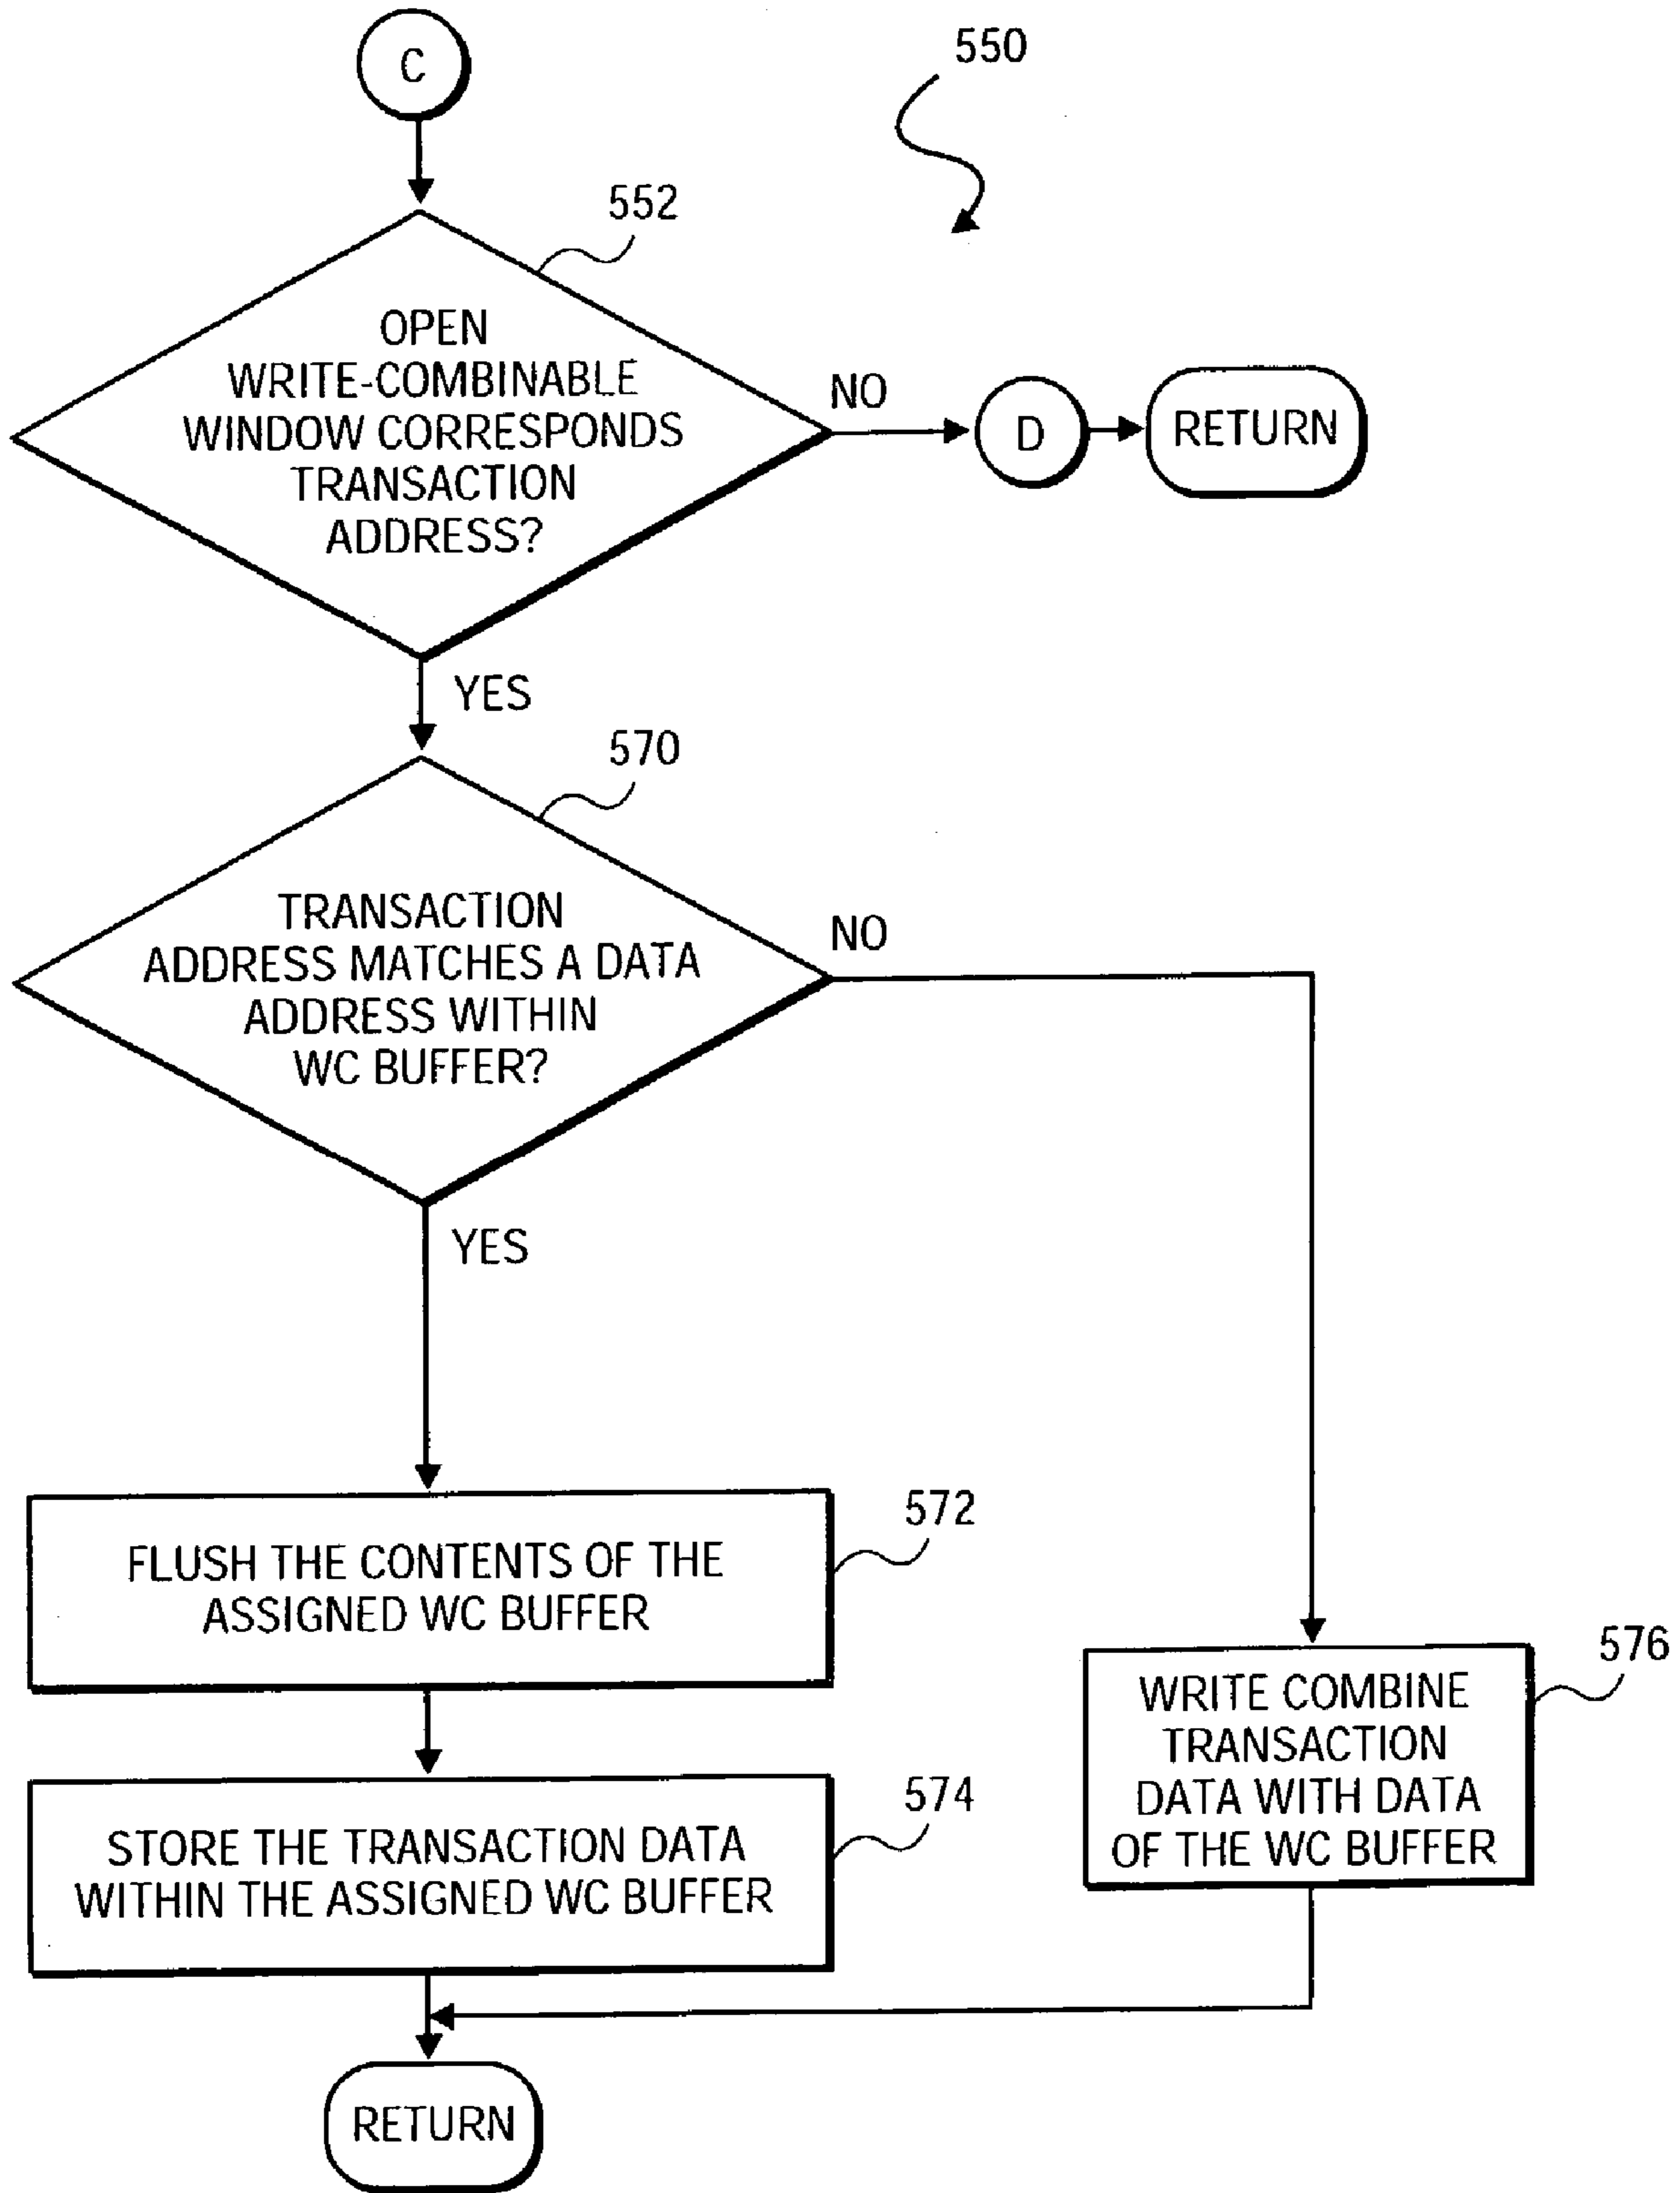 C
550
552
OPEN
WRITE-COMBINABLE
WINDOW CORRESPONDS
TRANSACTION
ADDRESS?
NO
D
RETURN
YES
570
TRANSACTION
ADDRESS MATCHES A DATA
ADDRESS WITHIN
WC BUFFER?
NO
YES
572
FLUSH THE CONTENTS OF THE
ASSIGNED WC BUFFER
576
WRITE COMBINE
TRANSACTION
DATA WITH DATA
OF THE WC BUFFER
574
STORE THE TRANSACTION DATA
WITHIN THE ASSIGNED WC BUFFER
RETURN